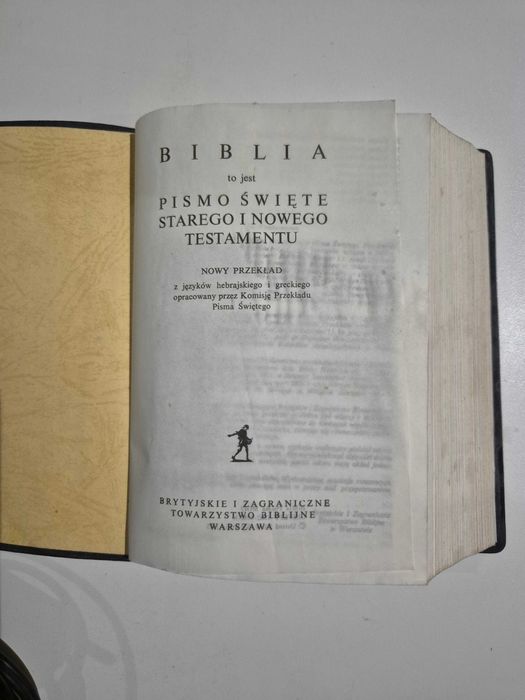 BIBLIA
to jest
PISMO ŚWIĘTE
STAREGO I NOWEGO
TESTAMENTU
NOWY PRZEKŁAD
z języków hebrajskiego i greckiego
opracowany przez Komisję Przekładu
Pisma Świętego
BRYTYJSKIE I ZAGRANICZNE
TOWARZYSTWO BIBLIJNE
WARSZAWA